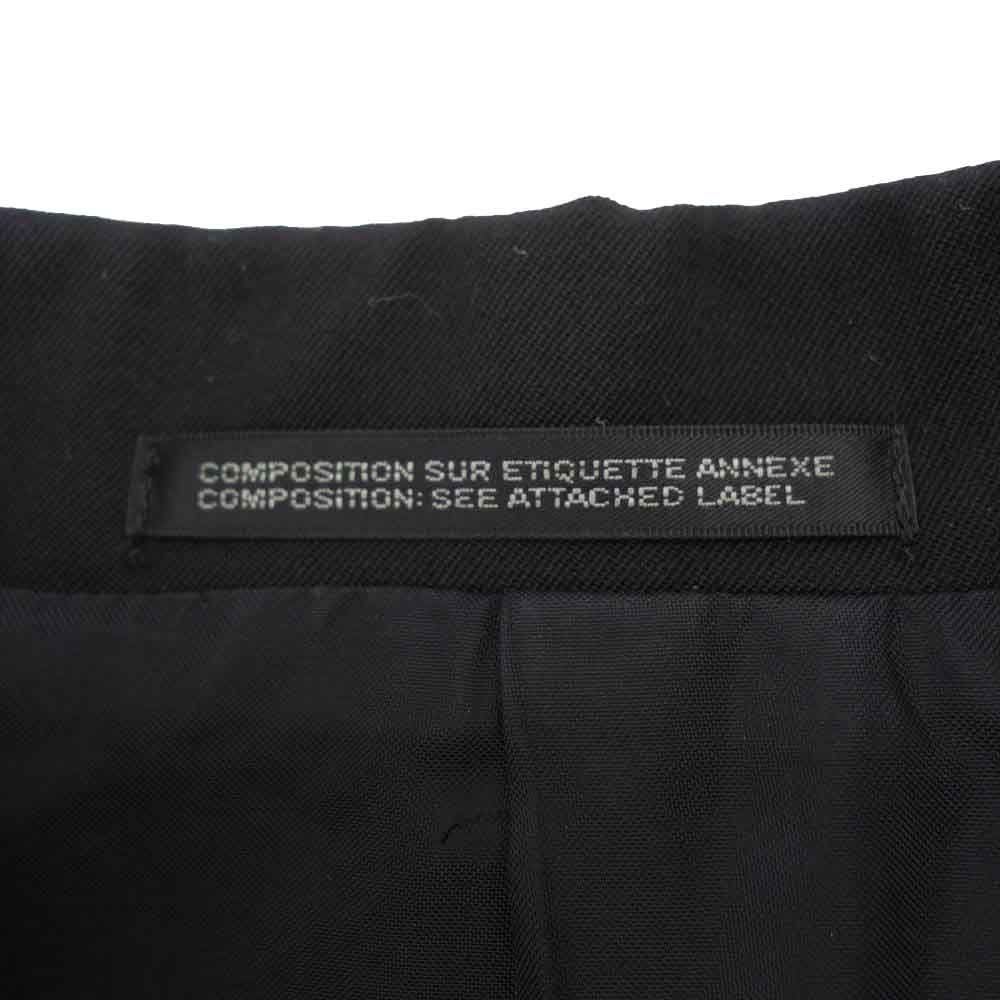 COMPOSITION SUR ETIQUETTE ANNEXE
COMPOSITION: SEE ATTACHED LABEL